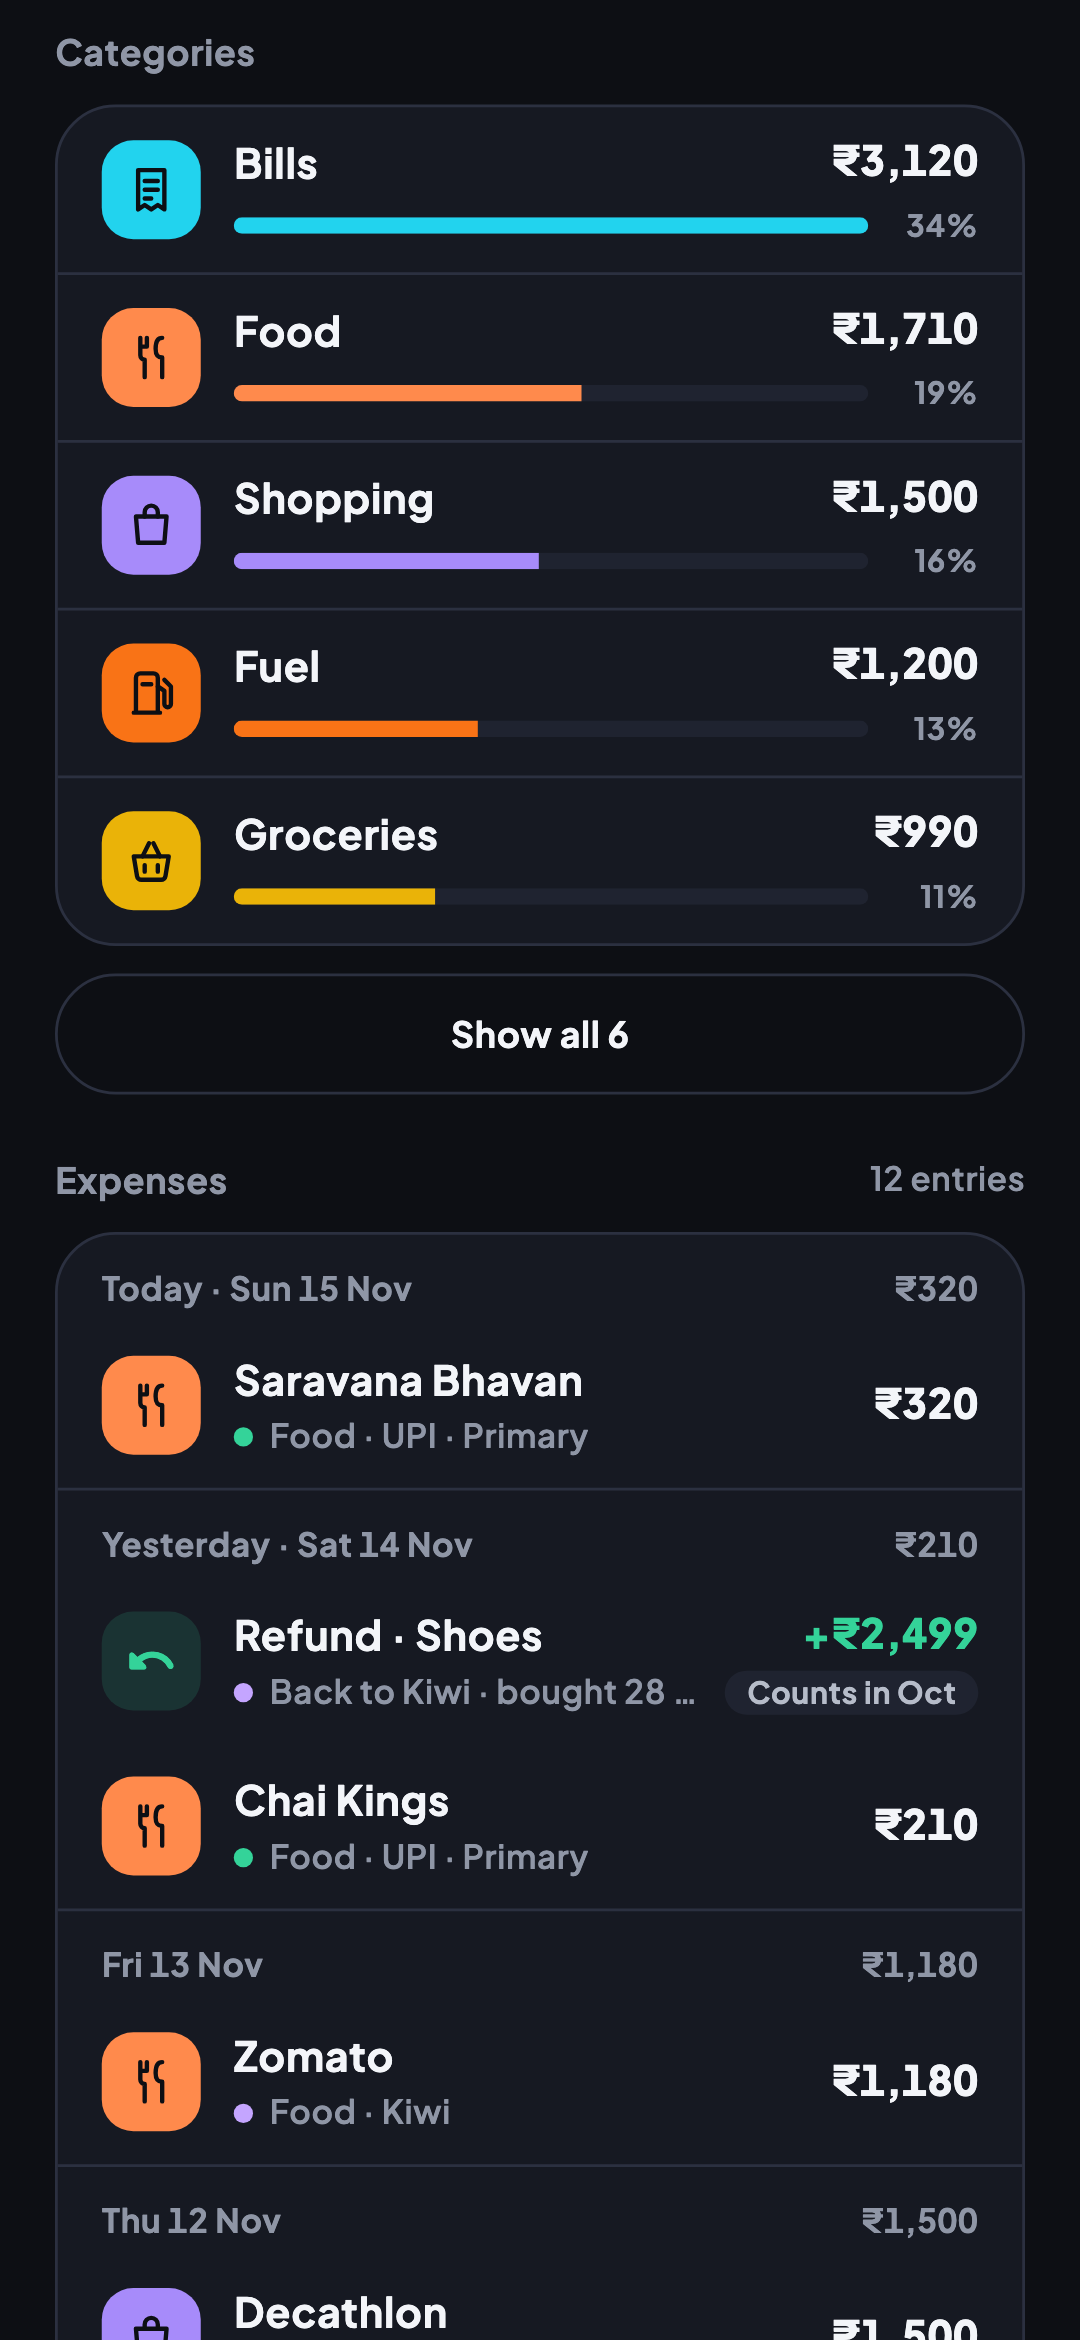 Categories
Bills ₹3,120
34%
Food ₹1,710
19%
Shopping ₹1,500
16%
Fuel ₹1,200
13%
Groceries ₹990
11%
Show all 6
Expenses 12 entries
Today · Sun 15 Nov ₹320
Saravana Bhavan ₹320
Food · UPI · Primary
Yesterday · Sat 14 Nov ₹210
Refund · Shoes +₹2,499
Back to Kiwi · bought 28 ... Counts in Oct
Chai Kings ₹210
Food · UPI · Primary
Fri 13 Nov ₹1,180
Zomato ₹1,180
Food · Kiwi
Thu 12 Nov ₹1,500
Decathlon ₹1,500